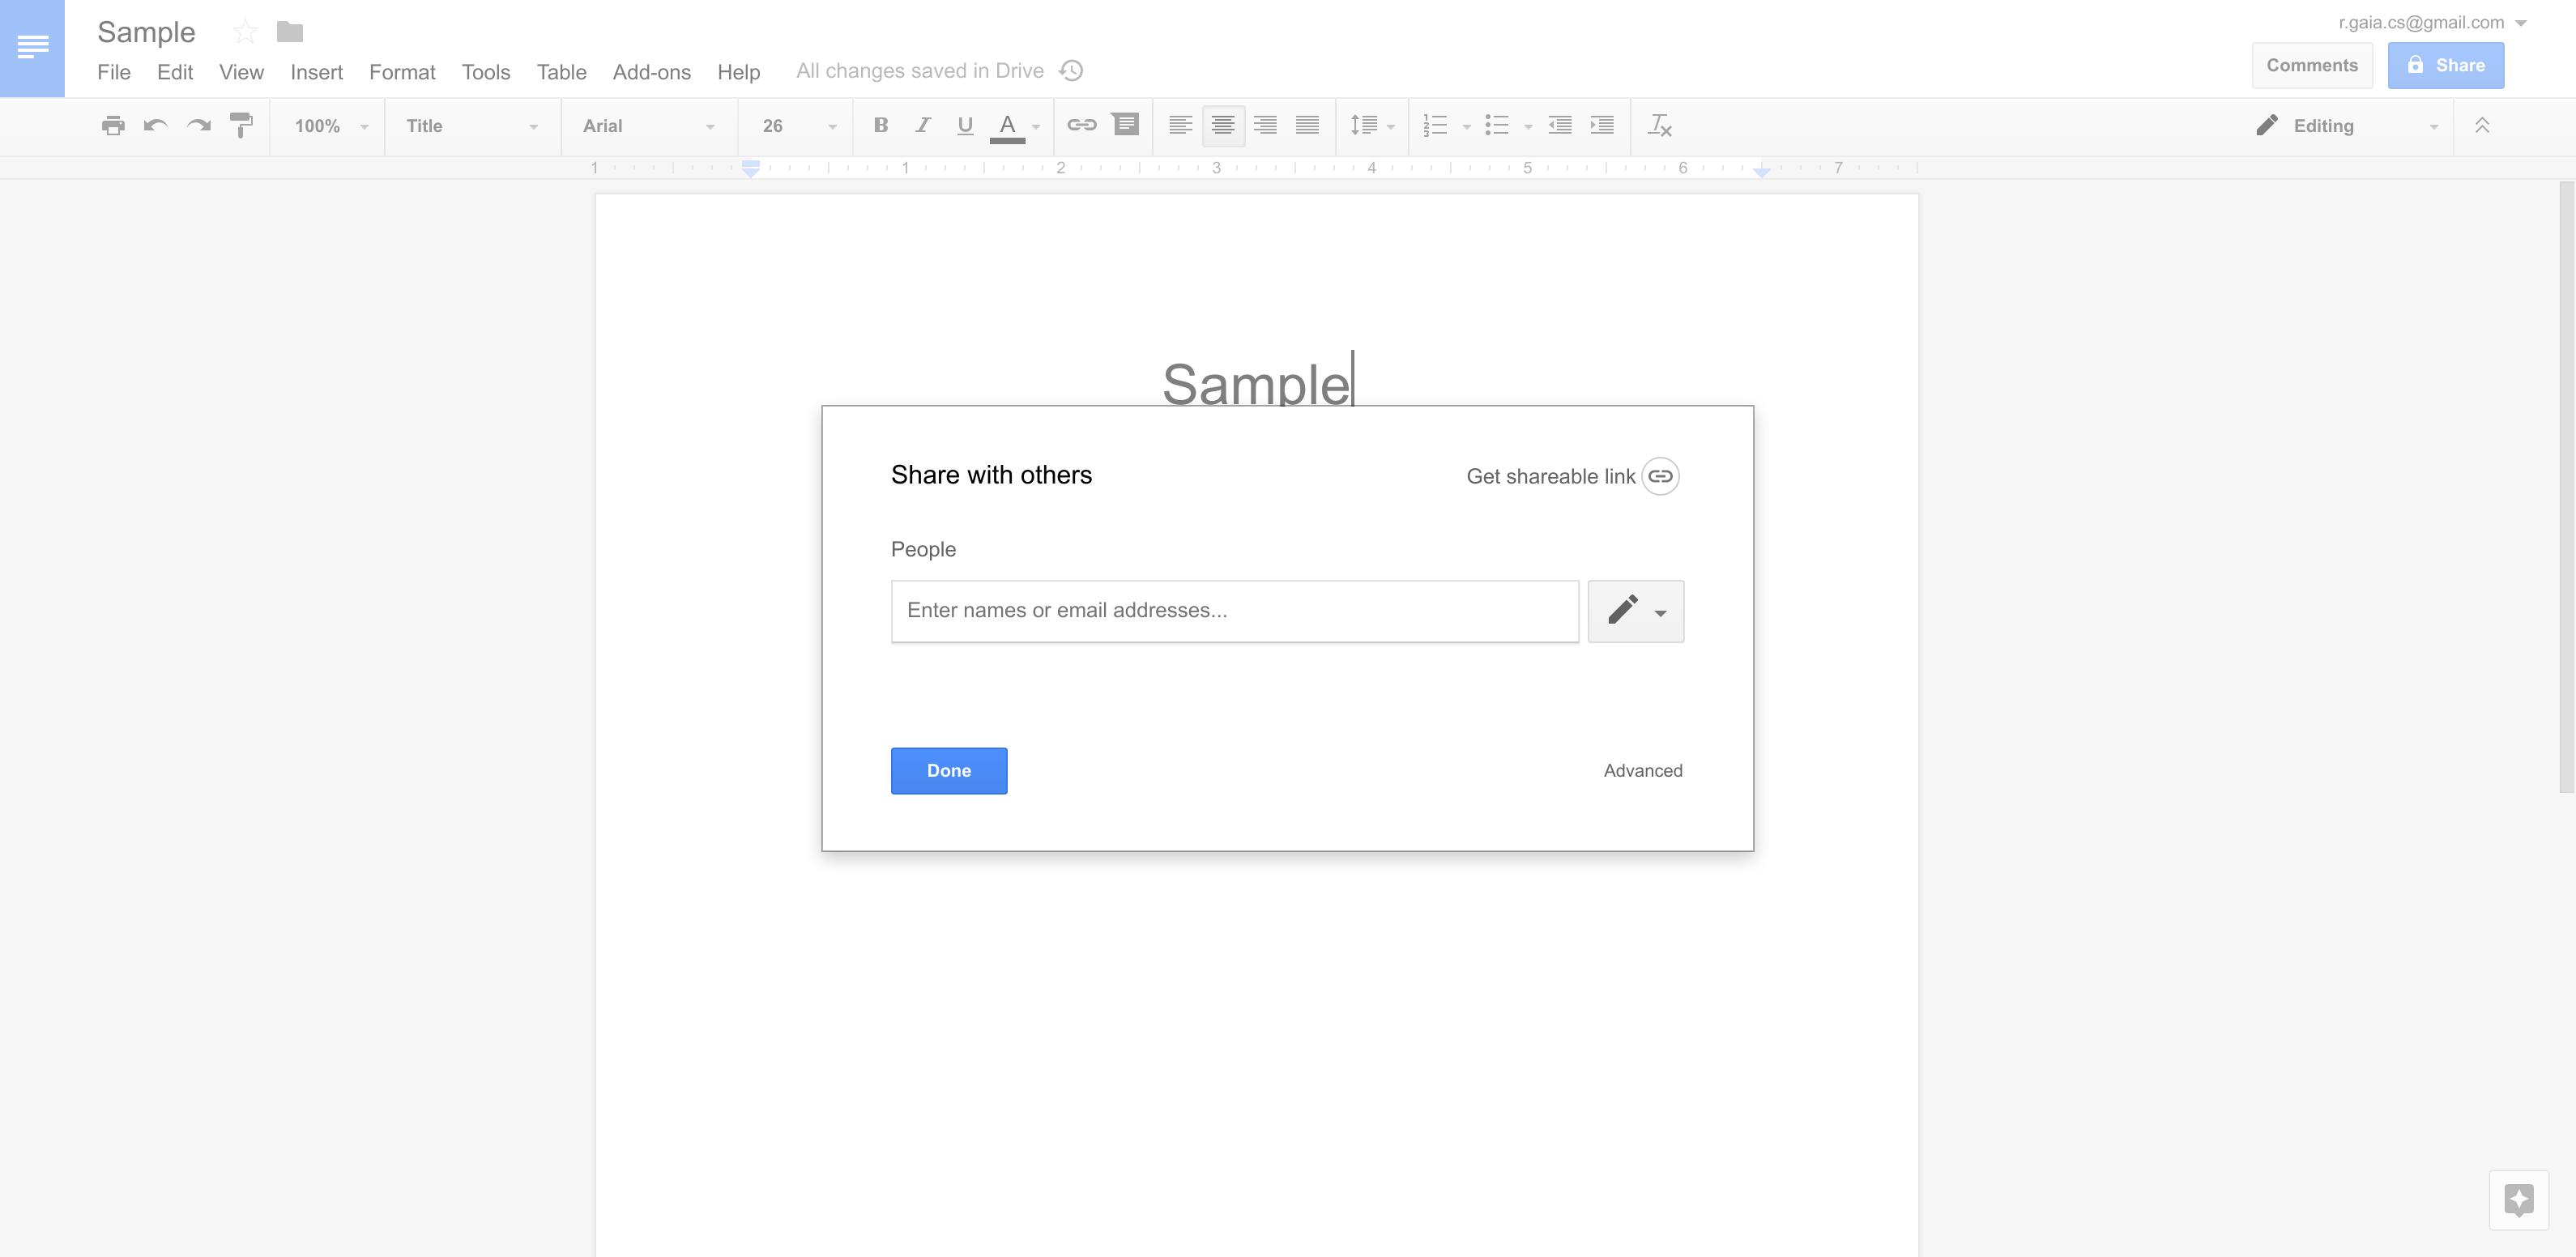 Sample
r.gaia.cs@gmail.com
File Edit View Insert Format Tools Table Add-ons Help All changes saved in Drive
Comments Share
100% Title Arial 26 B I U A Editing
1 1 2 3 4 5 6 7
Sample
Share with others Get shareable link
People
Enter names or email addresses...
Done Advanced